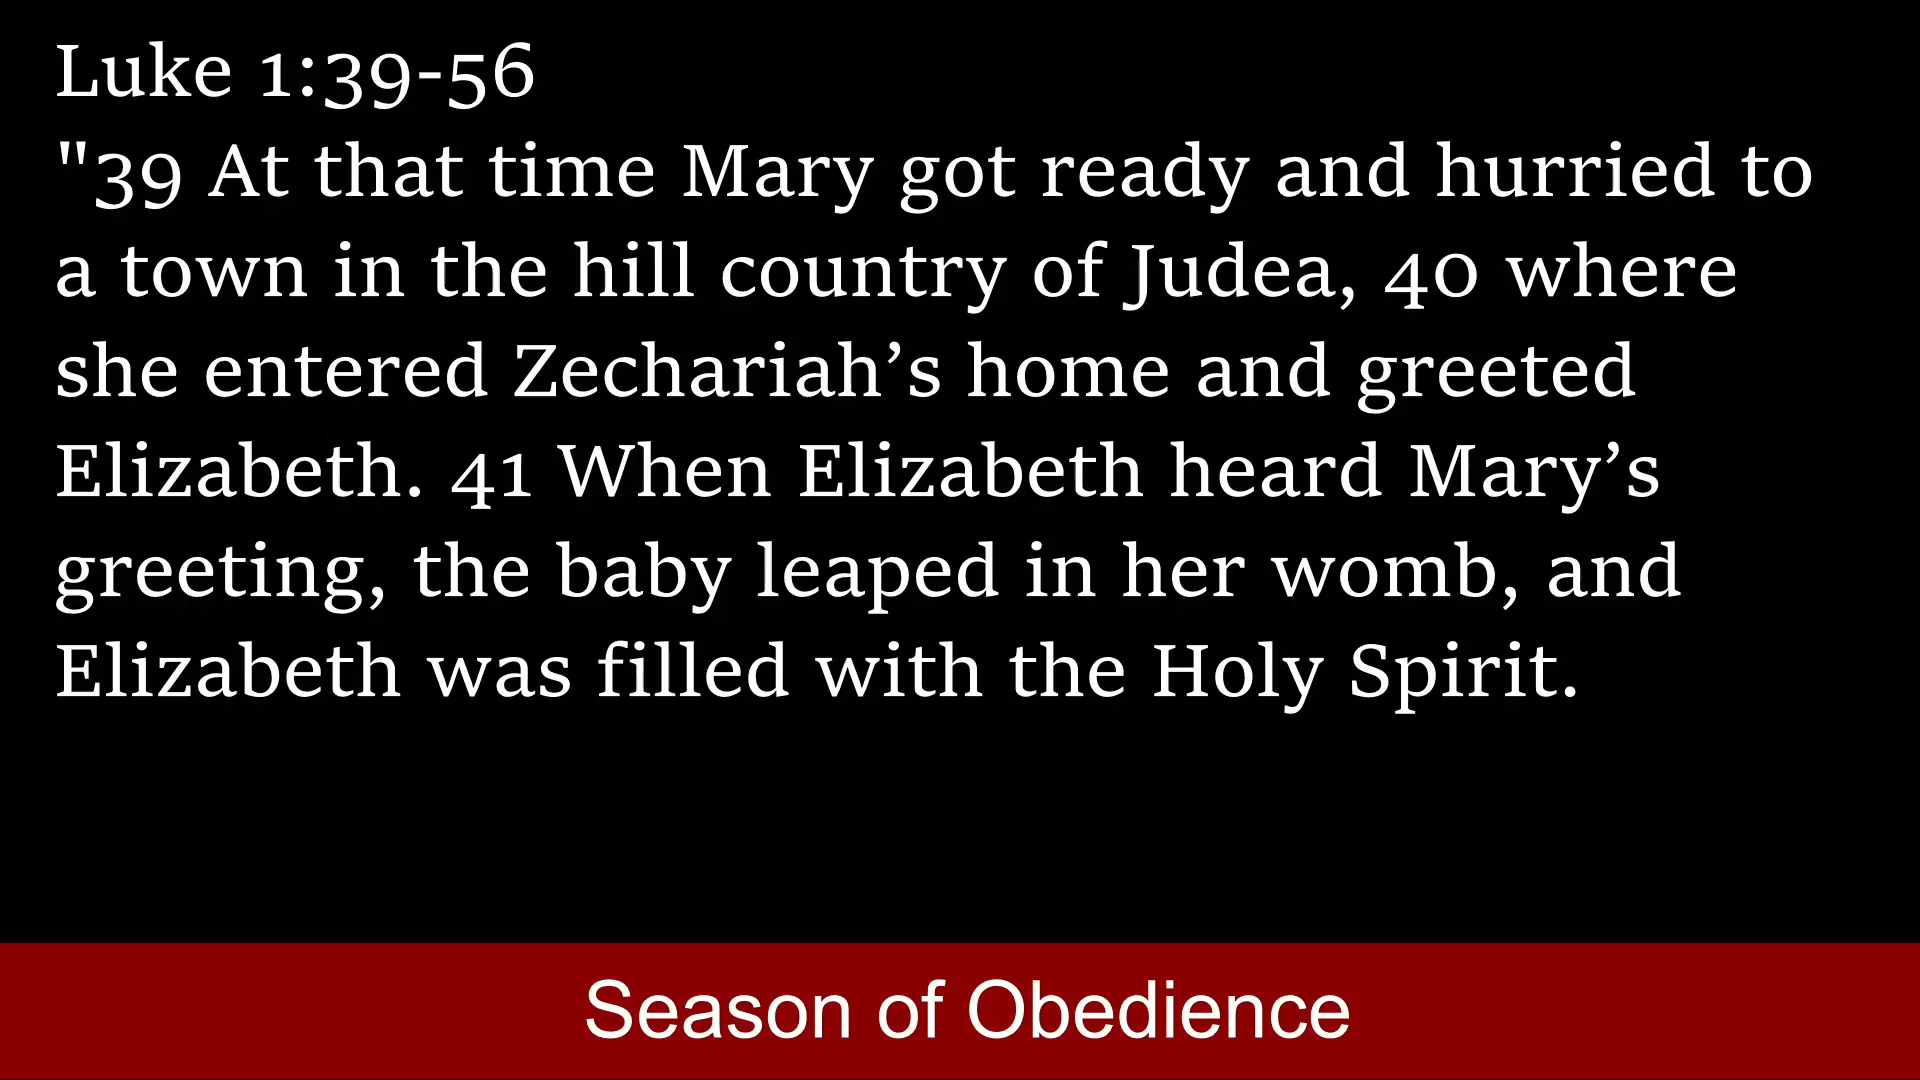 Luke 1:39-56
"39 At that time Mary got ready and hurried to
a town in the hill country of Judea, 40 where
she entered Zechariah’s home and greeted
Elizabeth. 41 When Elizabeth heard Mary’s
greeting, the baby leaped in her womb, and
Elizabeth was filled with the Holy Spirit.
Season of Obedience